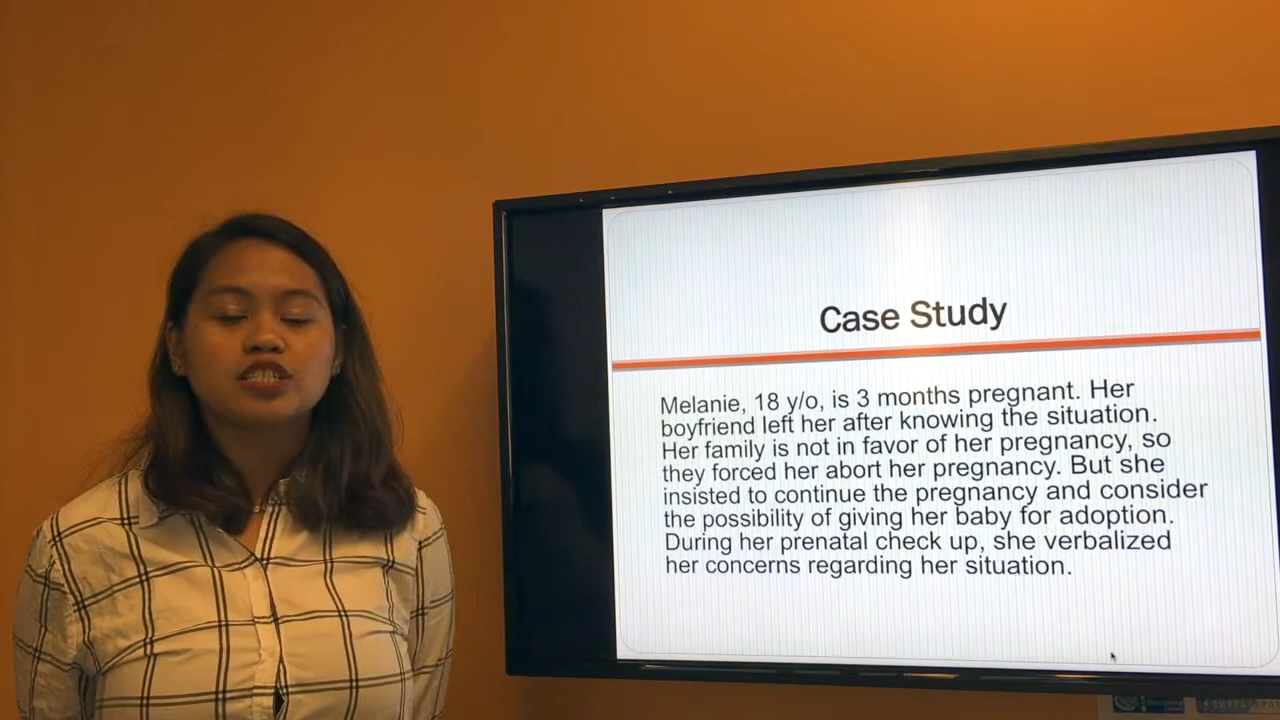 Case Study
Melanie, 18 y/o, is 3 months pregnant. Her
boyfriend left her after knowing the situation.
Her family is not in favor of her pregnancy, so
they forced her abort her pregnancy. But she
insisted to continue the pregnancy and consider
the possibility of giving her baby for adoption.
During her prenatal check up, she verbalized
her concerns regarding her situation.